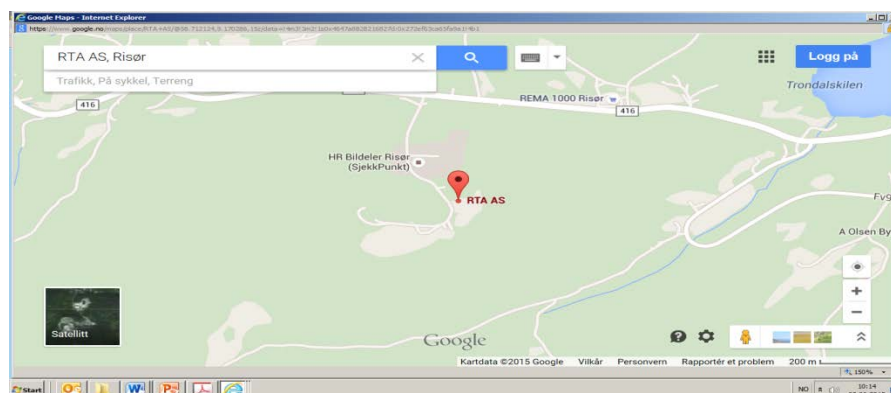 Google Maps - Internet Explorer
RTA AS, Risør
Trafikk, På sykkel, Terreng
Logg på
Trondalskilen
416
REMA 1000 Risør
416
HR Bildeler Risør
(SjekkPunkt)
RTA AS
Fyg
A Olsen By
Satellitt
Google
Kartdata ©2015 Google Vilkår Personvern Rapportér et problem 200 m
150%
Start
NO
10:14